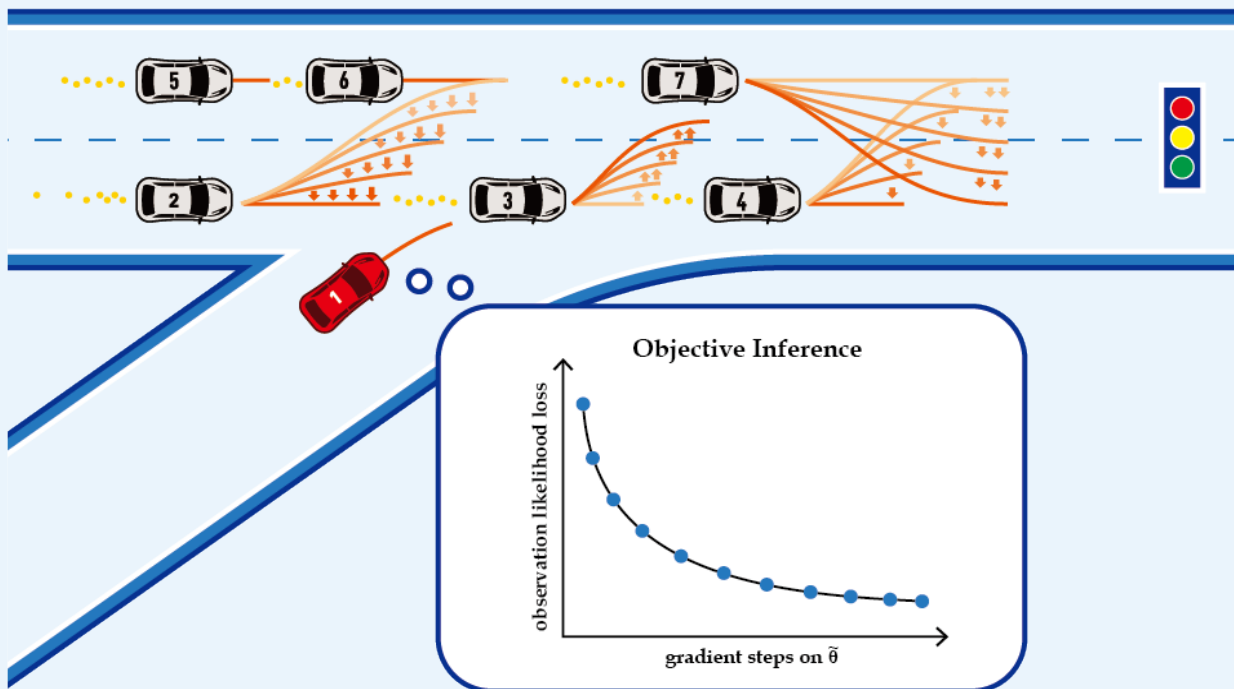 5
6
7
2
3
4
1
Objective Inference
observation likelihood loss
gradient steps on θ̃